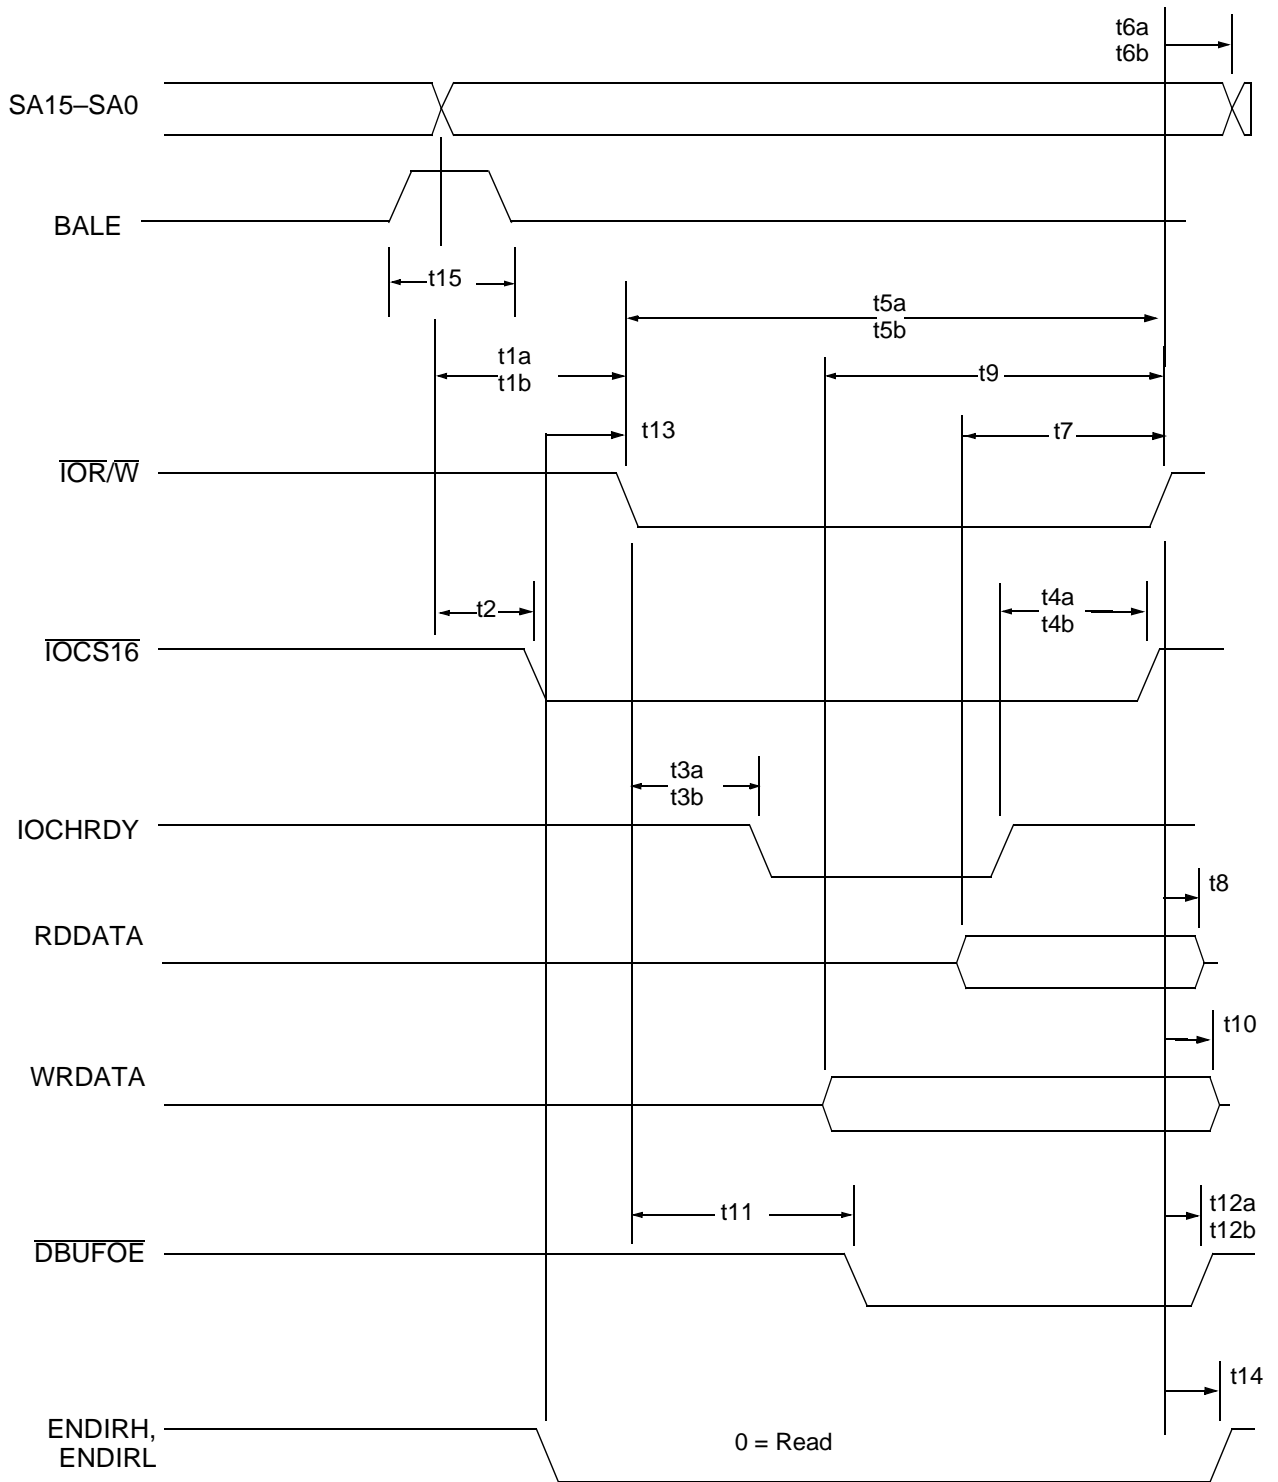 t6a
t6b
SA15–SA0
BALE
t15
t5a
t5b
t1a
t1b
t9
t13
t7
IOR/W
t2
t4a
t4b
IOCS16
t3a
t3b
IOCHRDY
t8
RDDATA
t10
WRDATA
t11
t12a
t12b
DBUFOE
t14
ENDIRH,
ENDIRL
0 = Read